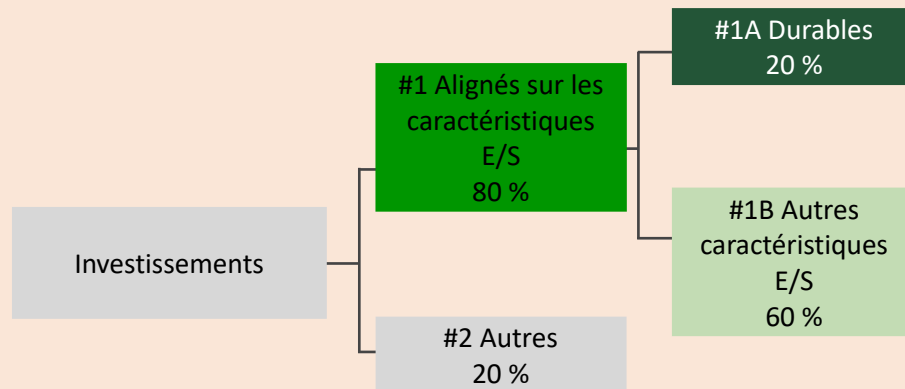 Investissements
#1 Alignés sur les
caractéristiques
E/S
80 %
#2 Autres
20 %
#1A Durables
20 %
#1B Autres
caractéristiques
E/S
60 %